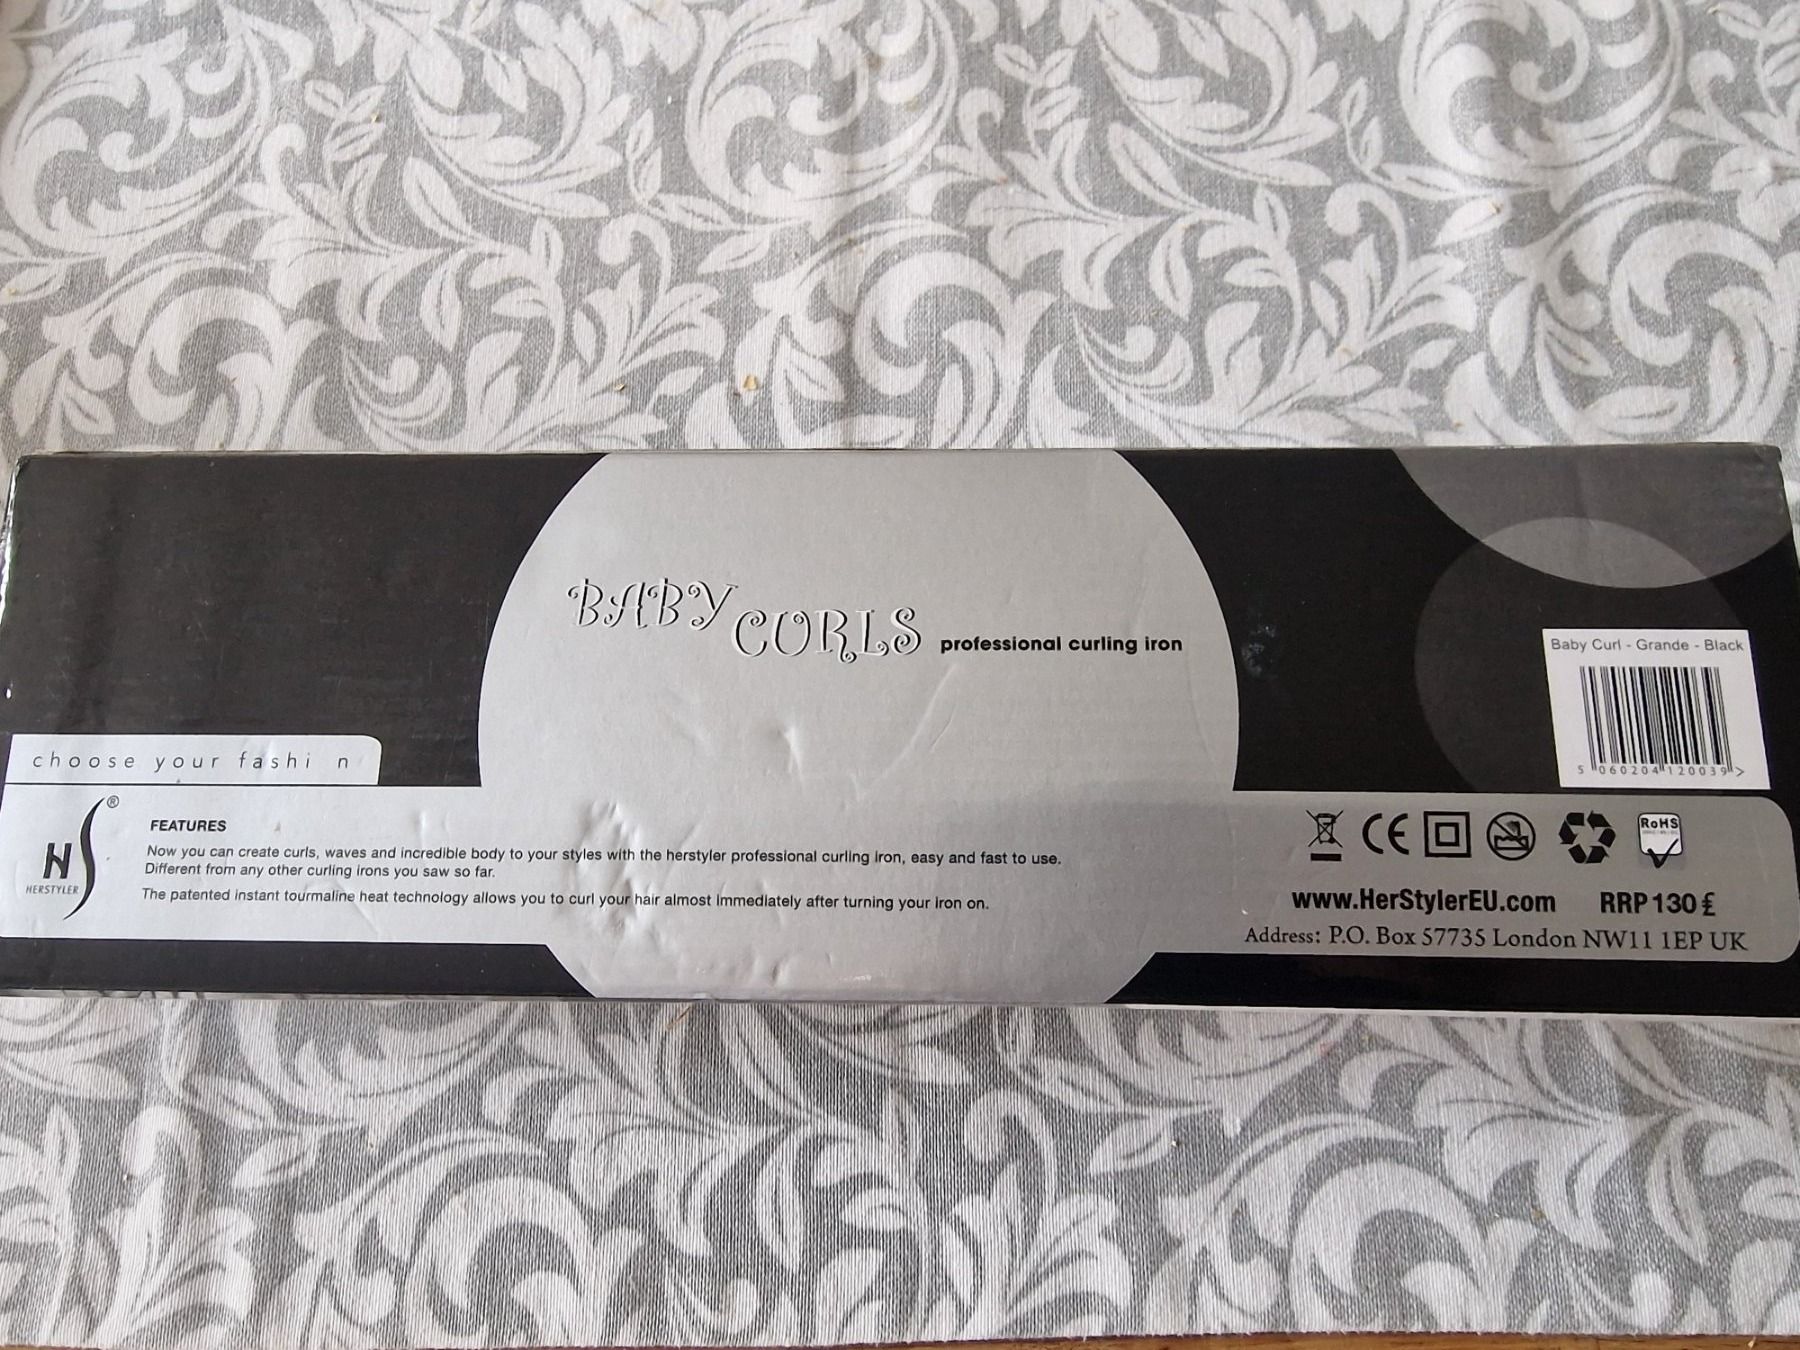 BABY CURLS professional curling iron
Baby Curl - Grande - Black
5 060204 120039 >
choose your fashi n
®
HS
HERSTYLER
FEATURES
Now you can create curls, waves and incredible body to your styles with the herstyler professional curling iron, easy and fast to use.
Different from any other curling irons you saw so far.
The patented instant tourmaline heat technology allows you to curl your hair almost immediately after turning your iron on.
CE
RoHS
www.HerStylerEU.com RRP 130 £
Address: P.O. Box 57735 London NW11 1EP UK